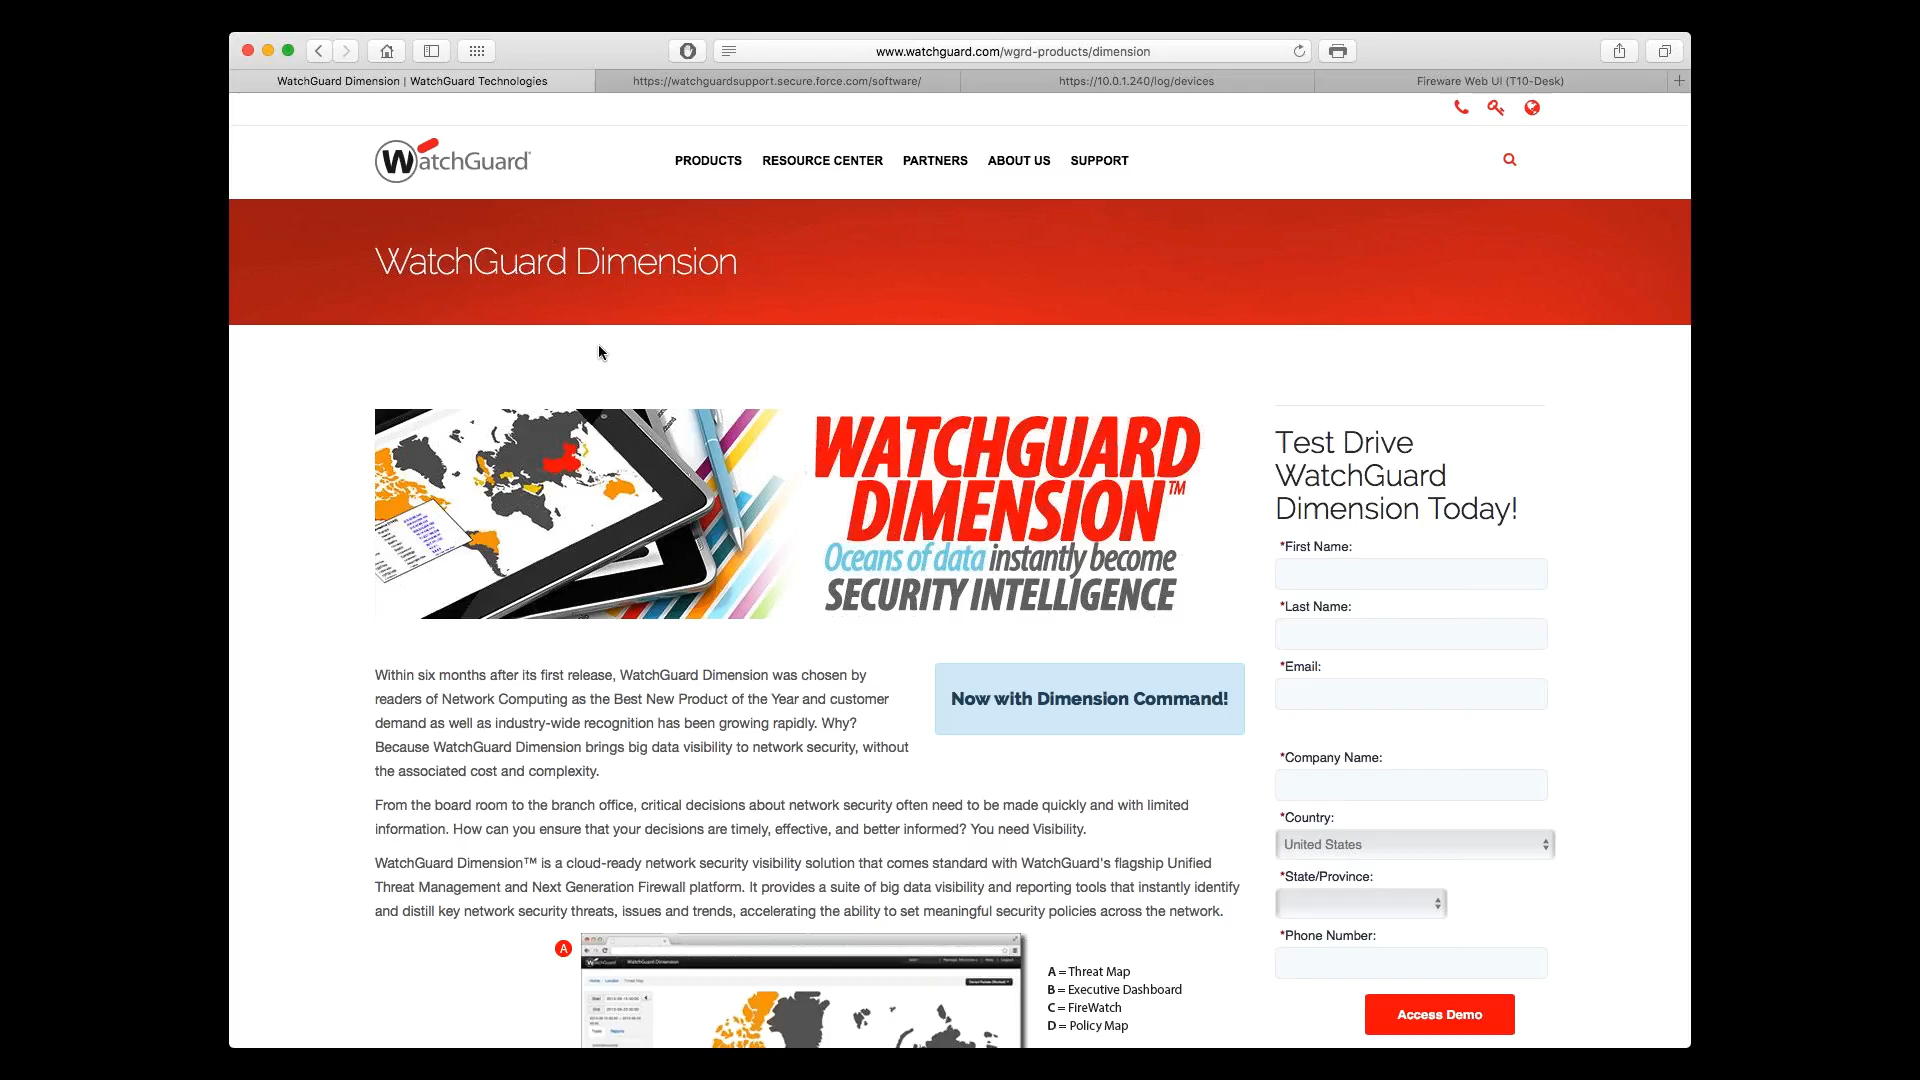 www.watchguard.com/wgrd-products/dimension
WatchGuard Dimension | WatchGuard Technologies
https://watchguardsupport.secure.force.com/software/
https://10.0.1.240/log/devices
Fireware Web UI (T10-Desk)
WatchGuard
PRODUCTS
RESOURCE CENTER
PARTNERS
ABOUT US
SUPPORT
WatchGuard Dimension
WATCHGUARD
DIMENSION™
Oceans of data instantly become
SECURITY INTELLIGENCE
Within six months after its first release, WatchGuard Dimension was chosen by
readers of Network Computing as the Best New Product of the Year and customer
demand as well as industry-wide recognition has been growing rapidly. Why?
Because WatchGuard Dimension brings big data visibility to network security, without
the associated cost and complexity.
Now with Dimension Command!
From the board room to the branch office, critical decisions about network security often need to be made quickly and with limited
information. How can you ensure that your decisions are timely, effective, and better informed? You need Visibility.
WatchGuard Dimension™ is a cloud-ready network security visibility solution that comes standard with WatchGuard's flagship Unified
Threat Management and Next Generation Firewall platform. It provides a suite of big data visibility and reporting tools that instantly identify
and distill key network security threats, issues and trends, accelerating the ability to set meaningful security policies across the network.
A
WatchGuard
WatchGuard Dimension
A = Threat Map
B = Executive Dashboard
C = FireWatch
D = Policy Map
Test Drive
WatchGuard
Dimension Today!
*First Name:
*Last Name:
*Email:
*Company Name:
*Country:
United States
*State/Province:
*Phone Number:
Access Demo